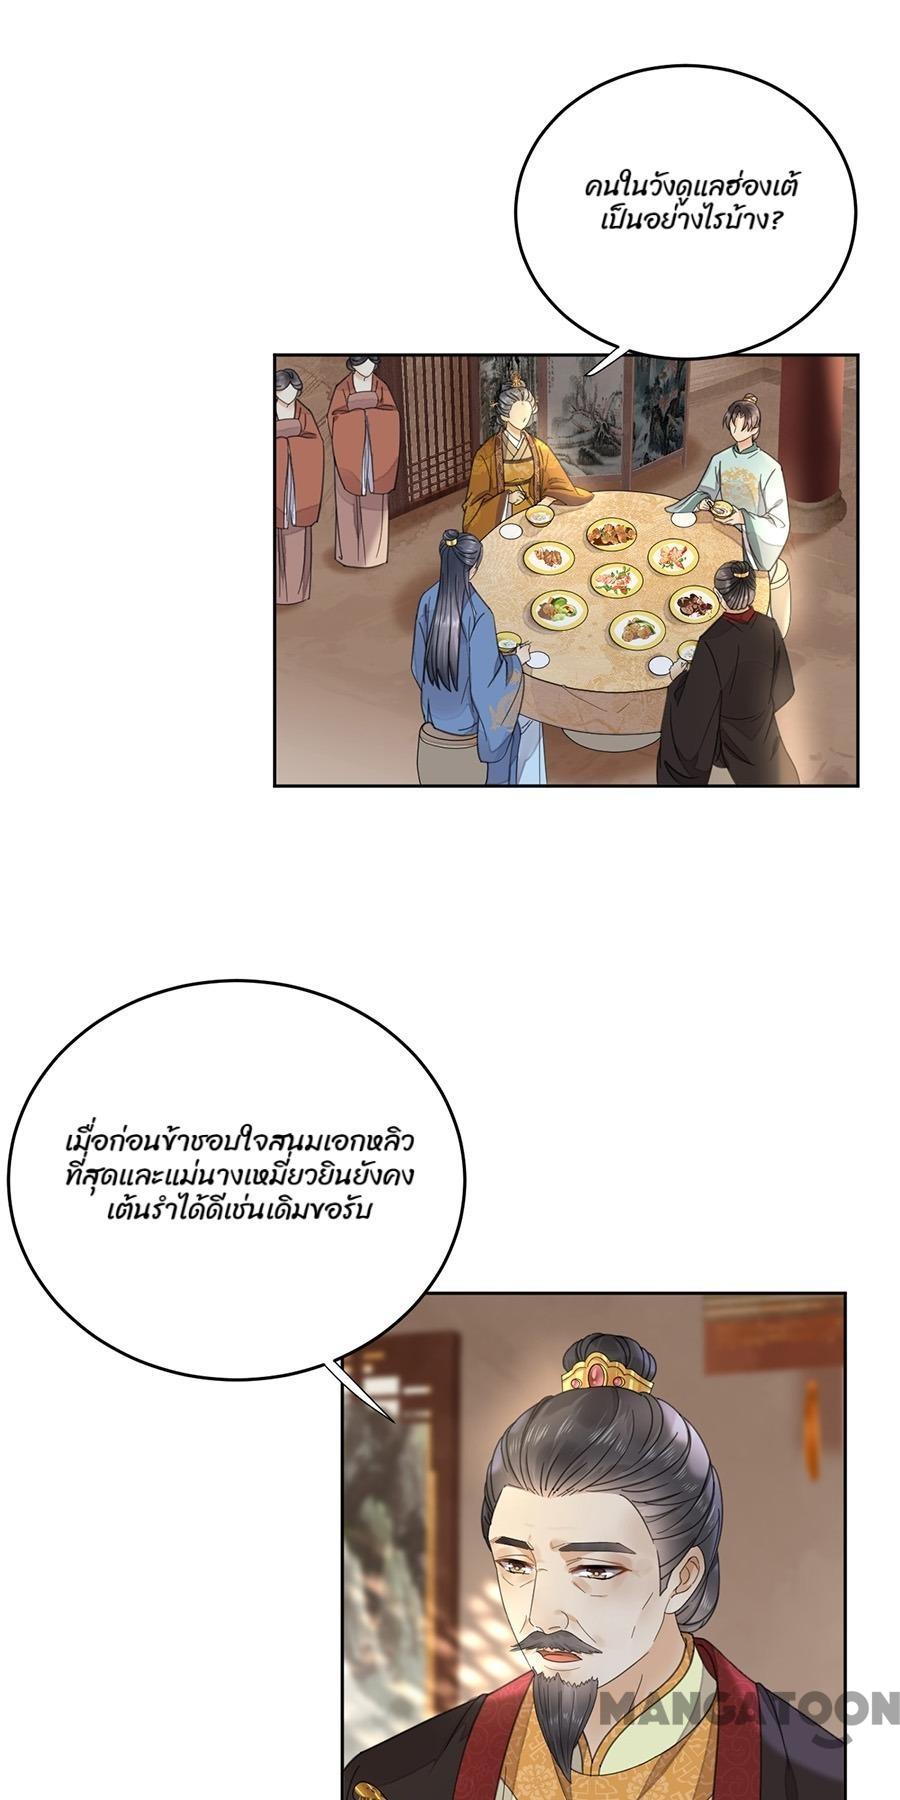 คนในวังดูแลฮ่องเต้
เป็นอย่างไรบ้าง?
เมื่อก่อนข้าชอบใจสนมเอกหลิว
ที่สุดและแม่นางเหมี่ยวยินยังคง
เต้นรำได้ดีเช่นเดิมขอรับ
MANGATOON